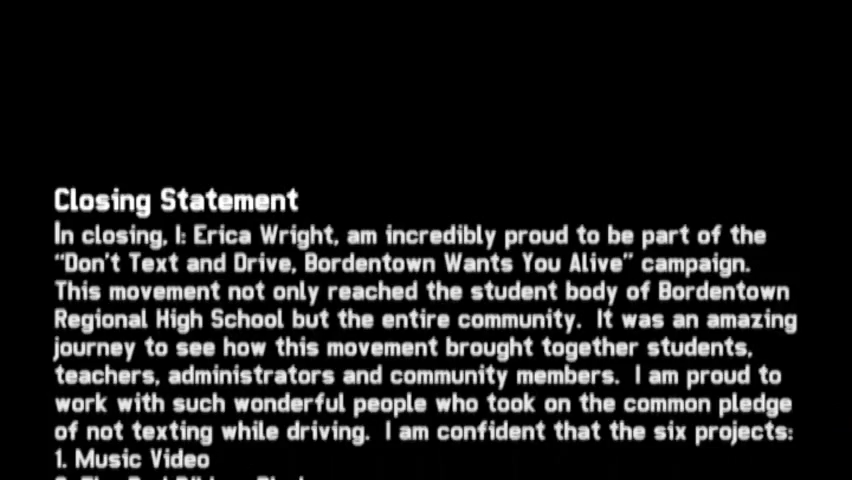 Closing Statement
In closing, I: Erica Wright, am incredibly proud to be part of the
“Don't Text and Drive, Bordentown Wants You Alive” campaign.
This movement not only reached the student body of Bordentown
Regional High School but the entire community.  It was an amazing
journey to see how this movement brought together students,
teachers, administrators and community members.  I am proud to
work with such wonderful people who took on the common pledge
of not texting while driving.  I am confident that the six projects:
1. Music Video